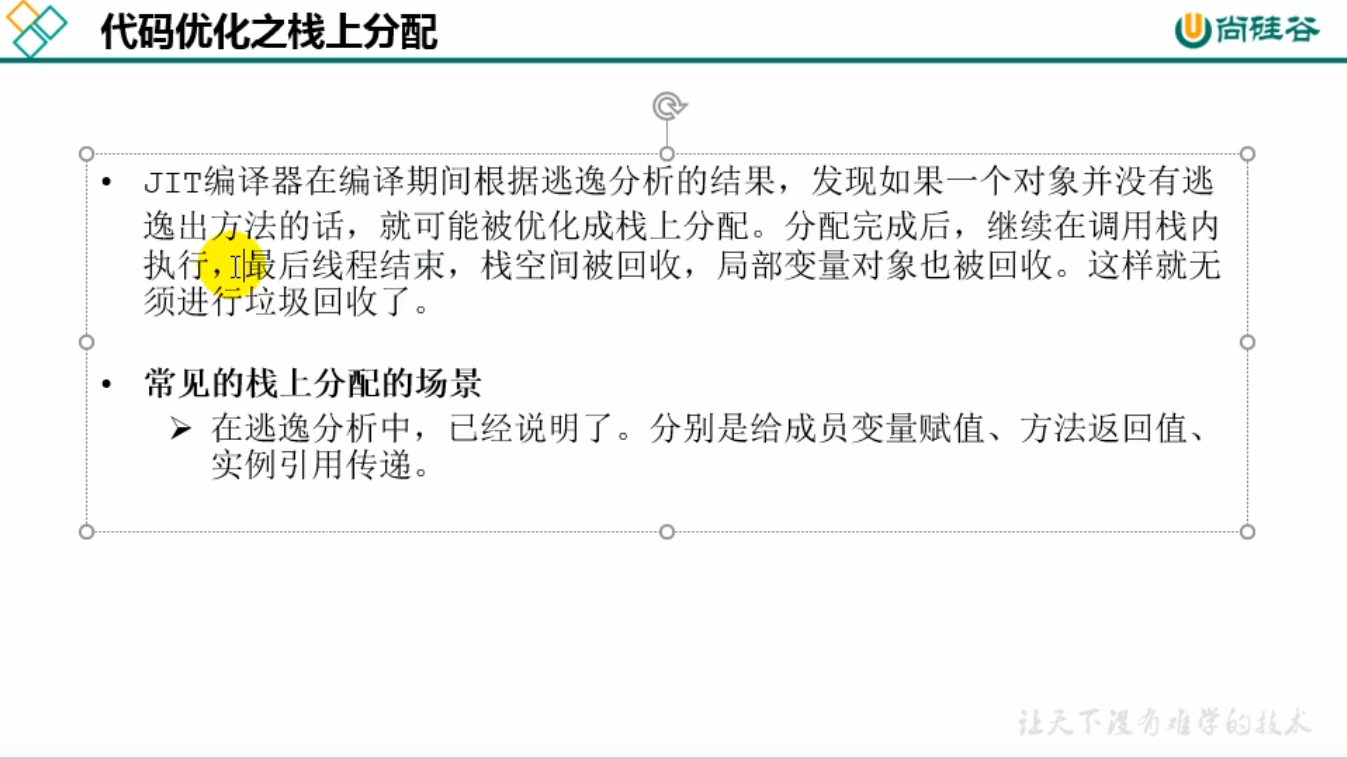 代码优化之栈上分配
尚硅谷
• JIT编译器在编译期间根据逃逸分析的结果，发现如果一个对象并没有逃
逸出方法的话，就可能被优化成栈上分配。分配完成后，继续在调用栈内
执行，最后线程结束，栈空间被回收，局部变量对象也被回收。这样就无
须进行垃圾回收了。
• 常见的栈上分配的场景
➢ 在逃逸分析中，已经说明了。分别是给成员变量赋值、方法返回值、
实例引用传递。
让天下没有难学的技术